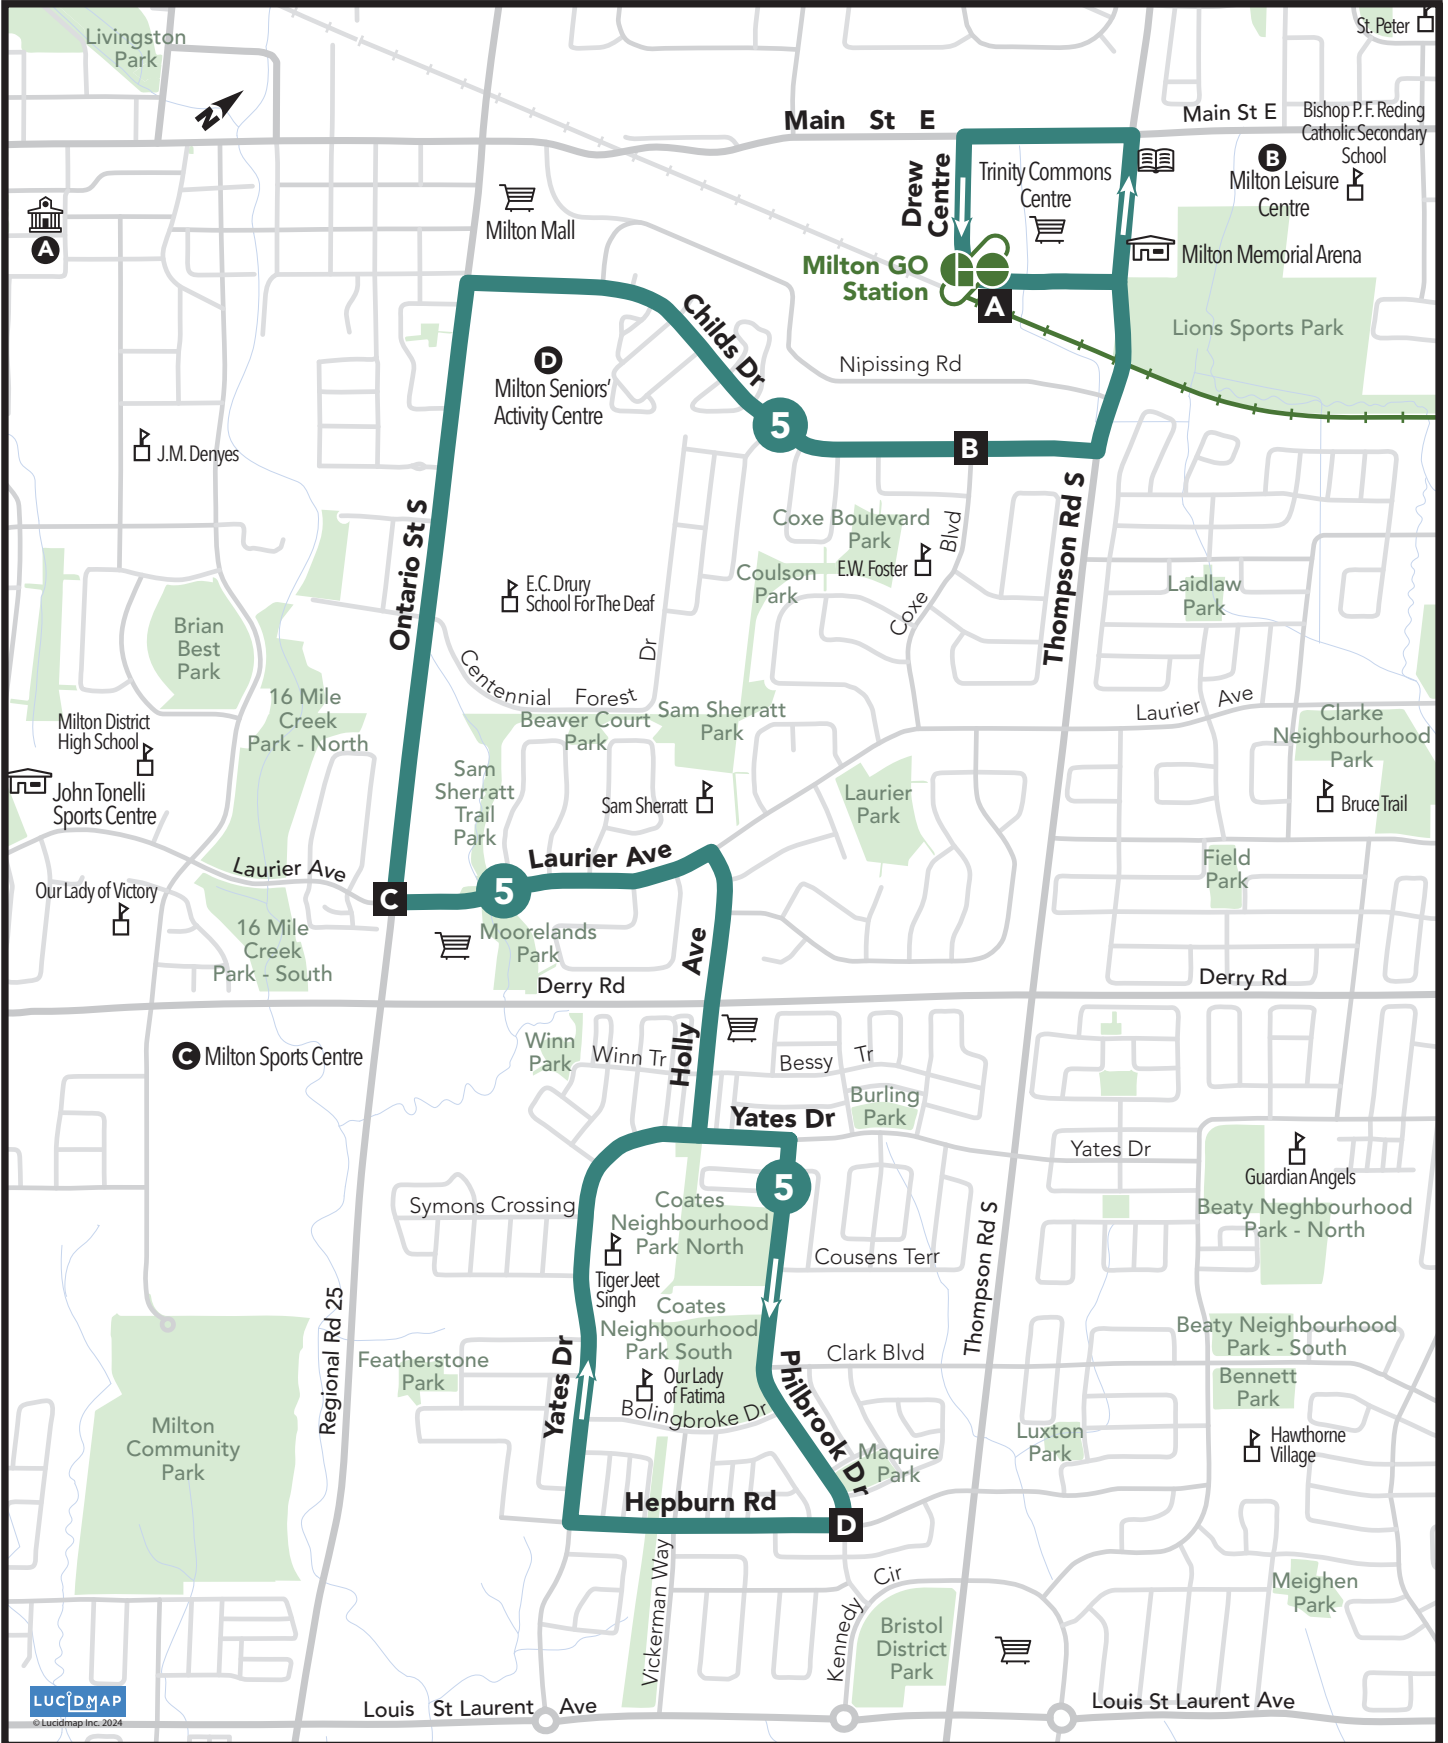 Livingston
Park
St. Peter
N
Main St E
Main St E
Bishop P. F. Reding
Catholic Secondary
School
Drew
Centre
Trinity Commons
Centre
B
Milton Leisure
Centre
A
Milton Mall
Milton Memorial Arena
Milton GO
Station
A
Lions Sports Park
Childs Dr
D
Milton Seniors'
Activity Centre
Nipissing Rd
5
B
J.M. Denyes
Ontario St S
Thompson Rd S
Coxe Boulevard
Park
Blvd
E.W. Foster
Coulson
Park
Coxe
Laidlaw
Park
E.C. Drury
School For The Deaf
Brian
Best
Park
Dr
Centennial
Forest
16 Mile
Creek
Park - North
Beaver Court
Park
Sam Sherratt
Park
Laurier Ave
Milton District
High School
Clarke
Neighbourhood
Park
Sam
Sherratt
Trail
Park
John Tonelli
Sports Centre
Sam Sherratt
Laurier
Park
Bruce Trail
Laurier Ave
Laurier Ave
Field
Park
Our Lady of Victory
C
5
16 Mile
Creek
Park - South
Moorelands
Park
Holly Ave
Derry Rd
Derry Rd
C
Milton Sports Centre
Winn
Park
Winn Tr
Bessy Tr
Burling
Park
Yates Dr
Yates Dr
Guardian Angels
5
Symons Crossing
Coates
Neighbourhood
Park North
Beaty Neghbourhood
Park - North
Cousens Terr
Thompson Rd S
Tiger Jeet
Singh
Coates
Neighbourhood
Park South
Regional Rd 25
Beaty Neighbourhood
Park - South
Featherstone
Park
Yates Dr
Clark Blvd
Our Lady
of Fatima
Bennett
Park
Philbrook Dr
Bolingbroke Dr
Milton
Community
Park
Maquire
Park
Luxton
Park
Hawthorne
Village
Hepburn Rd
D
Vickerman Way
Cir
Kennedy
Meighen
Park
Bristol
District
Park
LUCIDMAP
© Lucidmap Inc. 2024
Louis St Laurent Ave
Louis St Laurent Ave